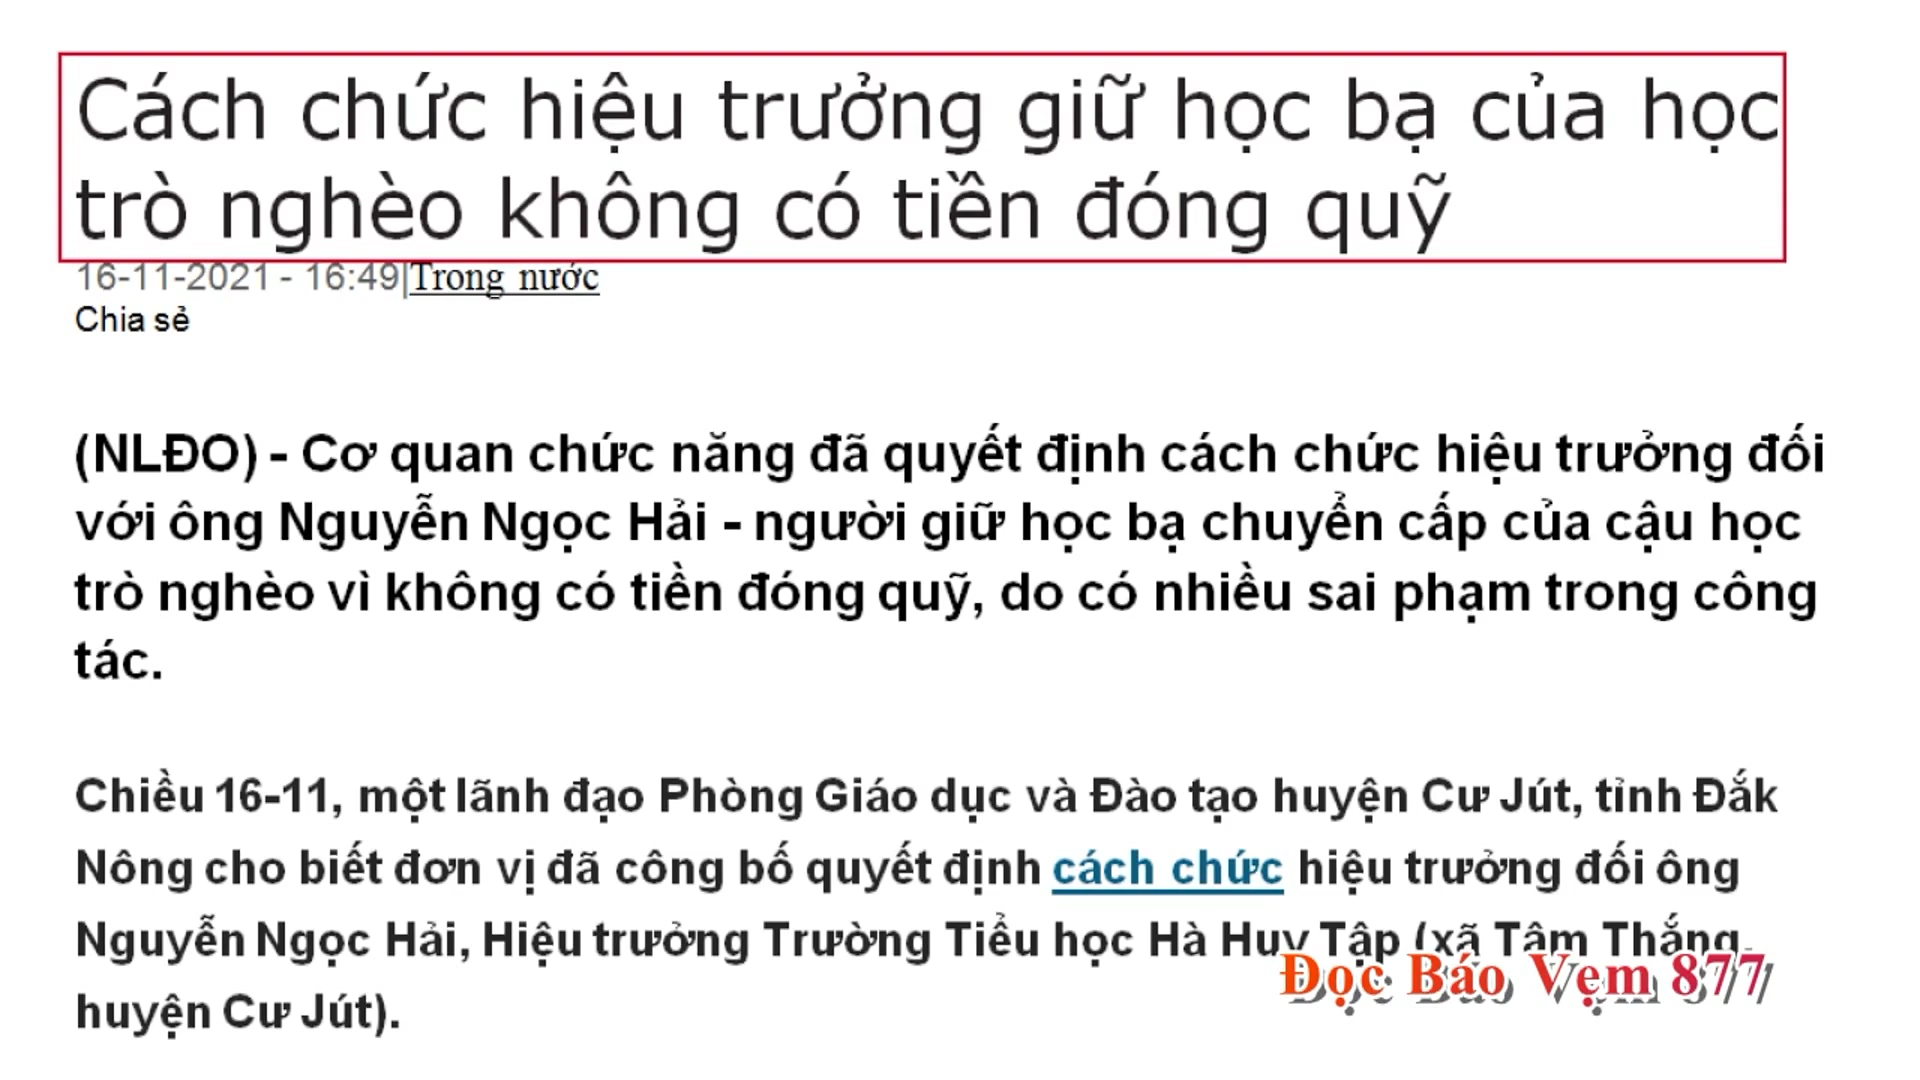 Cách chức hiệu trưởng giữ học bạ của học
trò nghèo không có tiền đóng quỹ
16-11-2021 - 16:49|Trong nước
Chia sẻ
(NLĐO) - Cơ quan chức năng đã quyết định cách chức hiệu trưởng đối
với ông Nguyễn Ngọc Hải - người giữ học bạ chuyển cấp của cậu học
trò nghèo vì không có tiền đóng quỹ, do có nhiều sai phạm trong công
tác.
Chiều 16-11, một lãnh đạo Phòng Giáo dục và Đào tạo huyện Cư Jút, tỉnh Đắk
Nông cho biết đơn vị đã công bố quyết định cách chức hiệu trưởng đối ông
Nguyễn Ngọc Hải, Hiệu trưởng Trường Tiểu học Hà Huy Tập (xã Tâm Thắng,
huyện Cư Jút).
Đọc Báo Vẹm 877